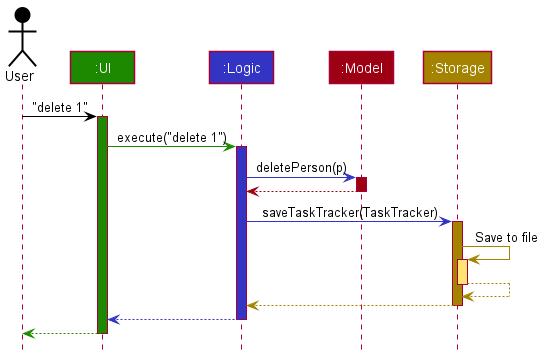 User
:UI
:Logic
:Model
:Storage
"delete 1"
execute("delete 1")
deletePerson(p)
saveTaskTracker(TaskTracker)
Save to file